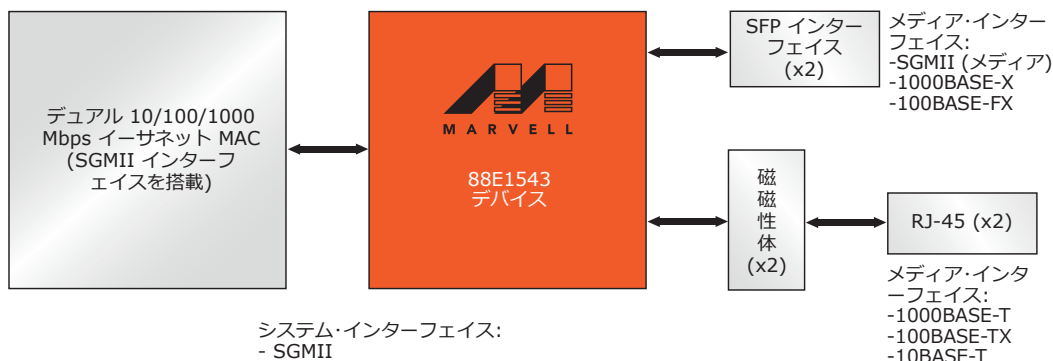 デュアル 10/100/1000
Mbps イーサネット MAC
(SGMII インターフ
ェイスを搭載)
MARVELL
88E1543
デバイス
SFP インター
フェイス
(x2)
メディア・インター
フェイス:
-SGMII (メディア)
-1000BASE-X
-100BASE-FX
磁
磁
性
体
(x2)
RJ-45 (x2)
メディア・インタ
ーフェイス:
-1000BASE-T
-100BASE-TX
-10BASE-T
システム・インターフェイス:
- SGMII